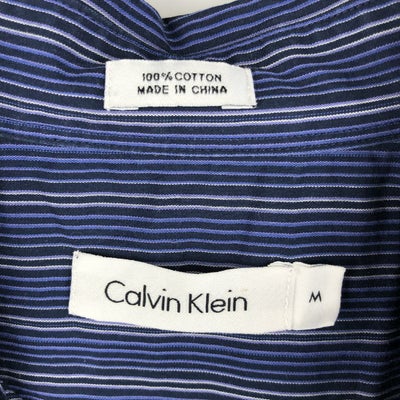 100% COTTON
MADE IN CHINA
Calvin Klein
M